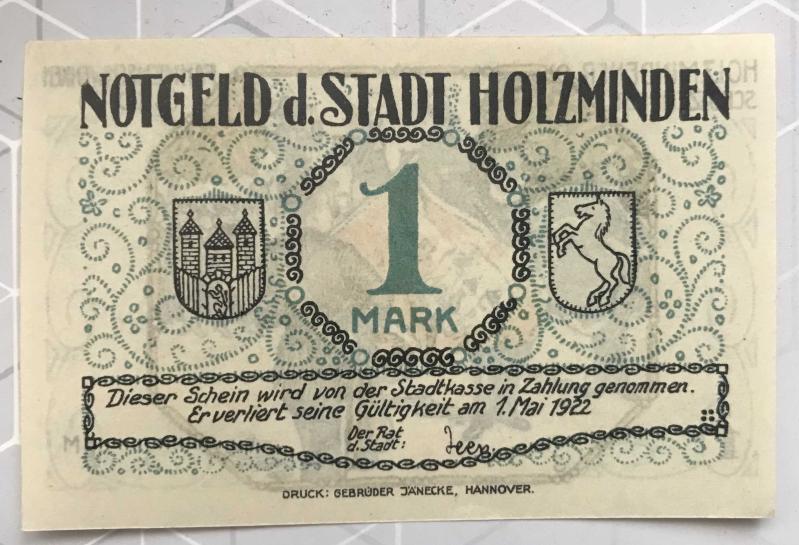 NOTGELD d. STADT HOLZMINDEN
1
MARK
Dieser Schein wird von der Stadtkasse in Zahlung genommen.
Er verliert seine Gültigkeit am 1. Mai 1922
Der Rat
d. Stadt:
DRUCK: GEBRÜDER JÄNECKE, HANNOVER.